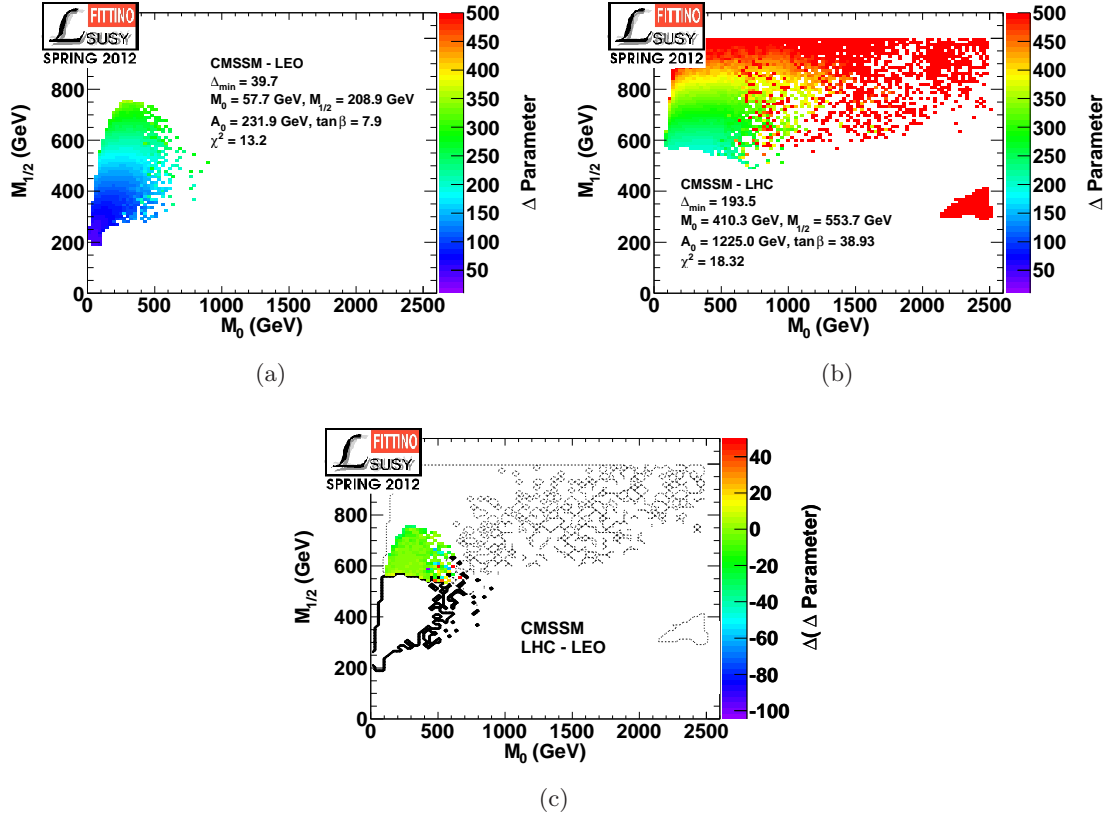 FITTINO
SUSY
SPRING 2012
CMSSM - LEO
Δmin = 39.7
M0 = 57.7 GeV, M1/2 = 208.9 GeV
A0 = 231.9 GeV, tan β = 7.9
χ2 = 13.2
M1/2 (GeV)
800
600
400
200
0
0 500 1000 1500 2000 2500
M0 (GeV)
500
450
400
350
300
250
200
150
100
50
Δ Parameter
(a)
FITTINO
SUSY
SPRING 2012
CMSSM - LHC
Δmin = 193.5
M0 = 410.3 GeV, M1/2 = 553.7 GeV
A0 = 1225.0 GeV, tan β = 38.93
χ2 = 18.32
M1/2 (GeV)
800
600
400
200
0
0 500 1000 1500 2000 2500
M0 (GeV)
500
450
400
350
300
250
200
150
100
50
Δ Parameter
(b)
FITTINO
SUSY
SPRING 2012
CMSSM
LHC - LEO
M1/2 (GeV)
800
600
400
200
0
0 500 1000 1500 2000 2500
M0 (GeV)
40
20
0
-20
-40
-60
-80
-100
Δ(Δ Parameter)
(c)